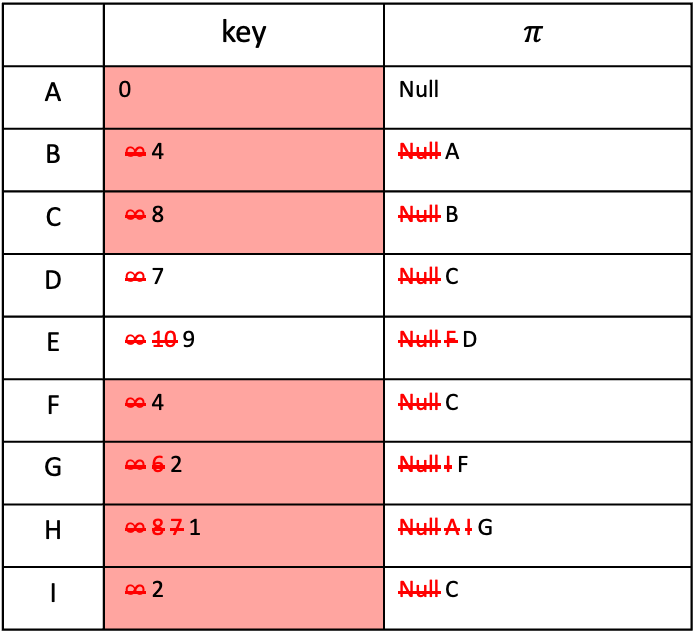 key π
A 0 Null
B ∞ 4 Null A
C ∞ 8 Null B
D ∞ 7 Null C
E ∞ 10 9 Null F D
F ∞ 4 Null C
G ∞ 6 2 Null I F
H ∞ 8 7 1 Null A I G
I ∞ 2 Null C